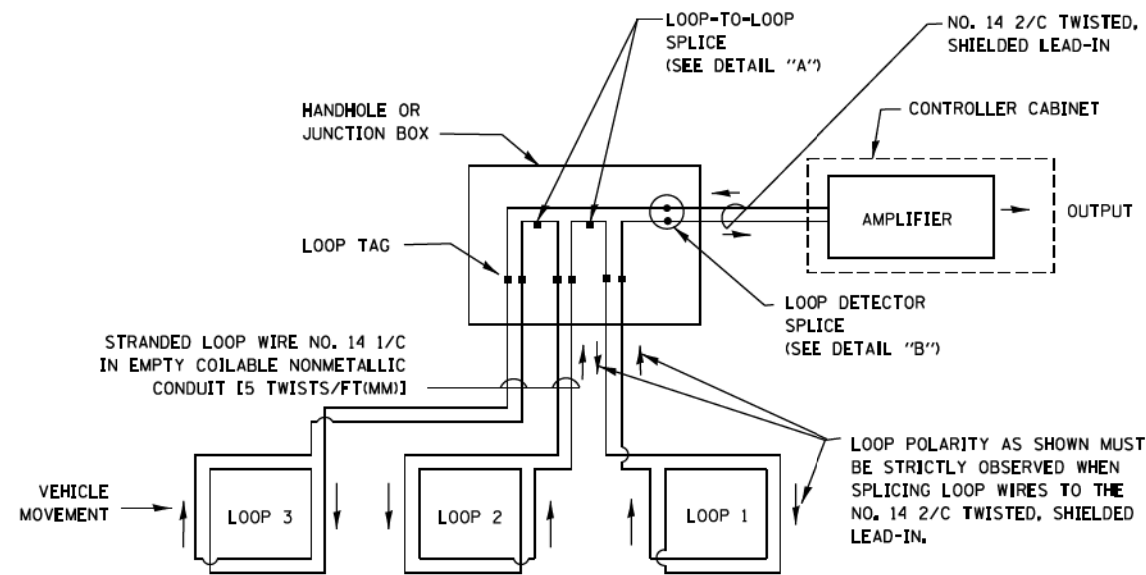 LOOP-TO-LOOP
SPLICE
(SEE DETAIL "A")
NO. 14 2/C TWISTED,
SHIELDED LEAD-IN
HANDHOLE OR
JUNCTION BOX
CONTROLLER CABINET
AMPLIFIER
OUTPUT
LOOP TAG
LOOP DETECTOR
SPLICE
(SEE DETAIL "B")
STRANDED LOOP WIRE NO. 14 1/C
IN EMPTY COILABLE NONMETALLIC
CONDUIT [5 TWISTS/FT(MM)]
LOOP POLARITY AS SHOWN MUST
BE STRICTLY OBSERVED WHEN
SPLICING LOOP WIRES TO THE
NO. 14 2/C TWISTED, SHIELDED
LEAD-IN.
VEHICLE
MOVEMENT
LOOP 3
LOOP 2
LOOP 1